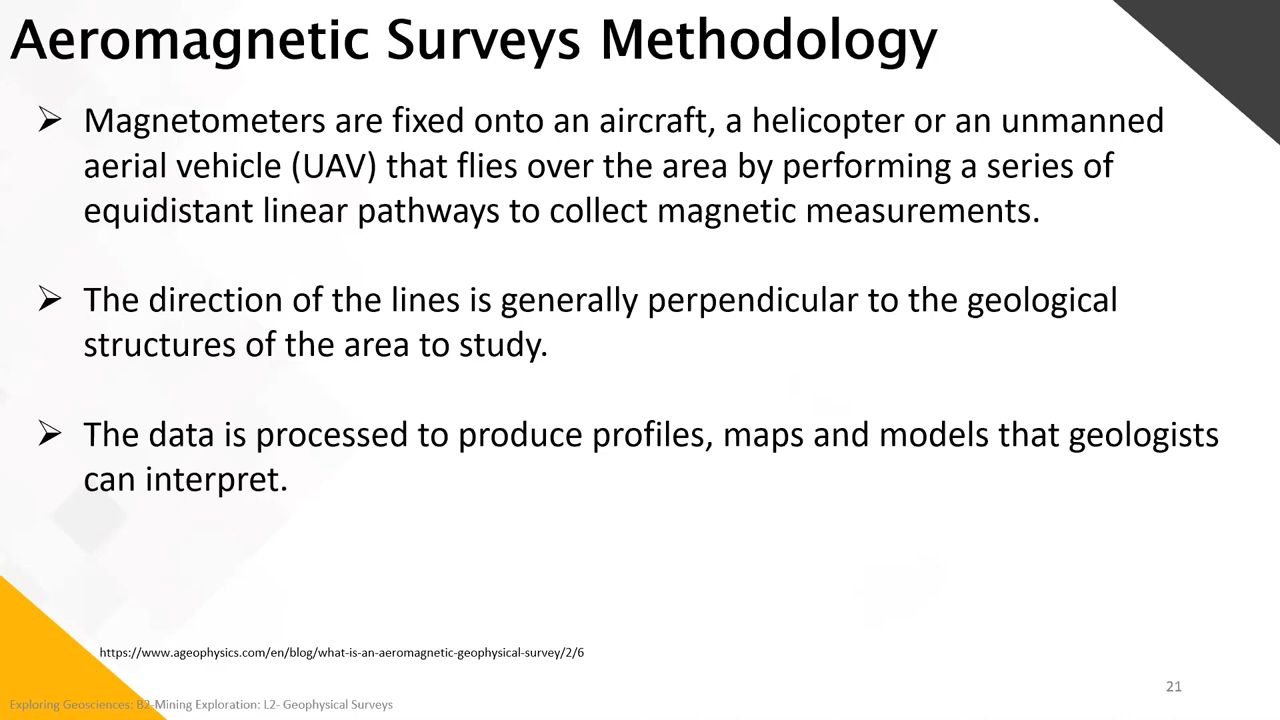 Aeromagnetic Surveys Methodology
➢ Magnetometers are fixed onto an aircraft, a helicopter or an unmanned
aerial vehicle (UAV) that flies over the area by performing a series of
equidistant linear pathways to collect magnetic measurements.
➢ The direction of the lines is generally perpendicular to the geological
structures of the area to study.
➢ The data is processed to produce profiles, maps and models that geologists
can interpret.
https://www.ageophysics.com/en/blog/what-is-an-aeromagnetic-geophysical-survey/2/6
21
Exploring Geosciences: B2-Mining Exploration: L2- Geophysical Surveys